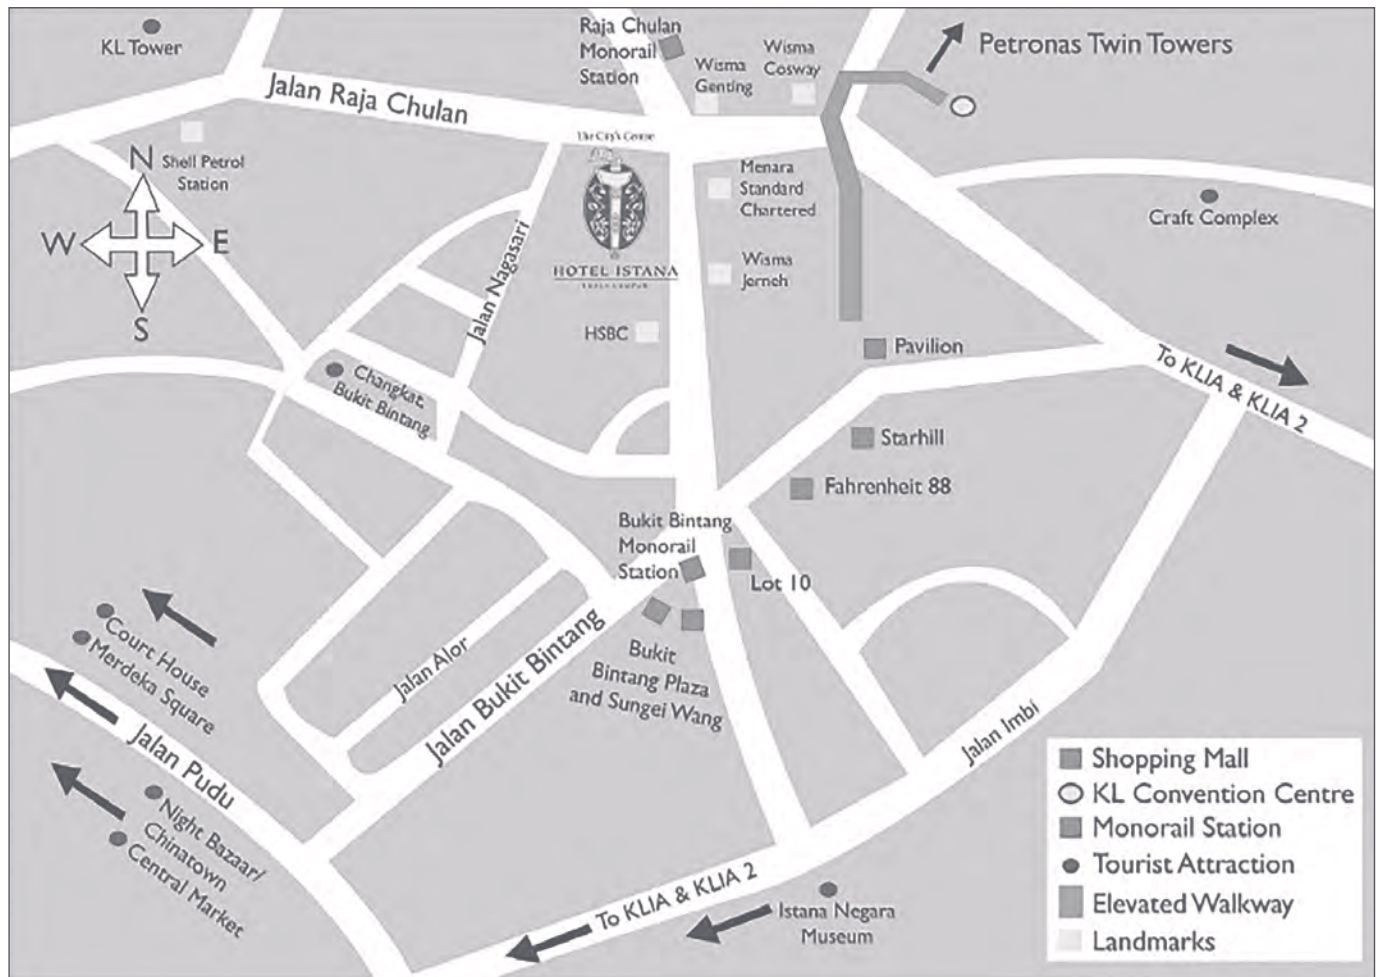 KL Tower
Raja Chulan
Monorail
Station
Wisma
Genting
Wisma
Cosway
Petronas Twin Towers
Jalan Raja Chulan
The City's Centre
Shell Petrol
Station
N
W
E
S
HOTEL ISTANA
KUALA LUMPUR
Jalan Nagasari
Menara
Standard
Chartered
Wisma
Jerneh
Craft Complex
HSBC
Pavilion
To KLIA & KLIA 2
Changkat
Bukit Bintang
Starhill
Fahrenheit 88
Bukit Bintang
Monorail
Station
Lot 10
Bukit
Bintang Plaza
and Sungei Wang
Jalan Alor
Jalan Bukit Bintang
Court House
Merdeka Square
Jalan Pudu
Night Bazaar/
Chinatown
Central Market
Jalan Imbi
To KLIA & KLIA 2
Istana Negara
Museum
Shopping Mall
KL Convention Centre
Monorail Station
Tourist Attraction
Elevated Walkway
Landmarks